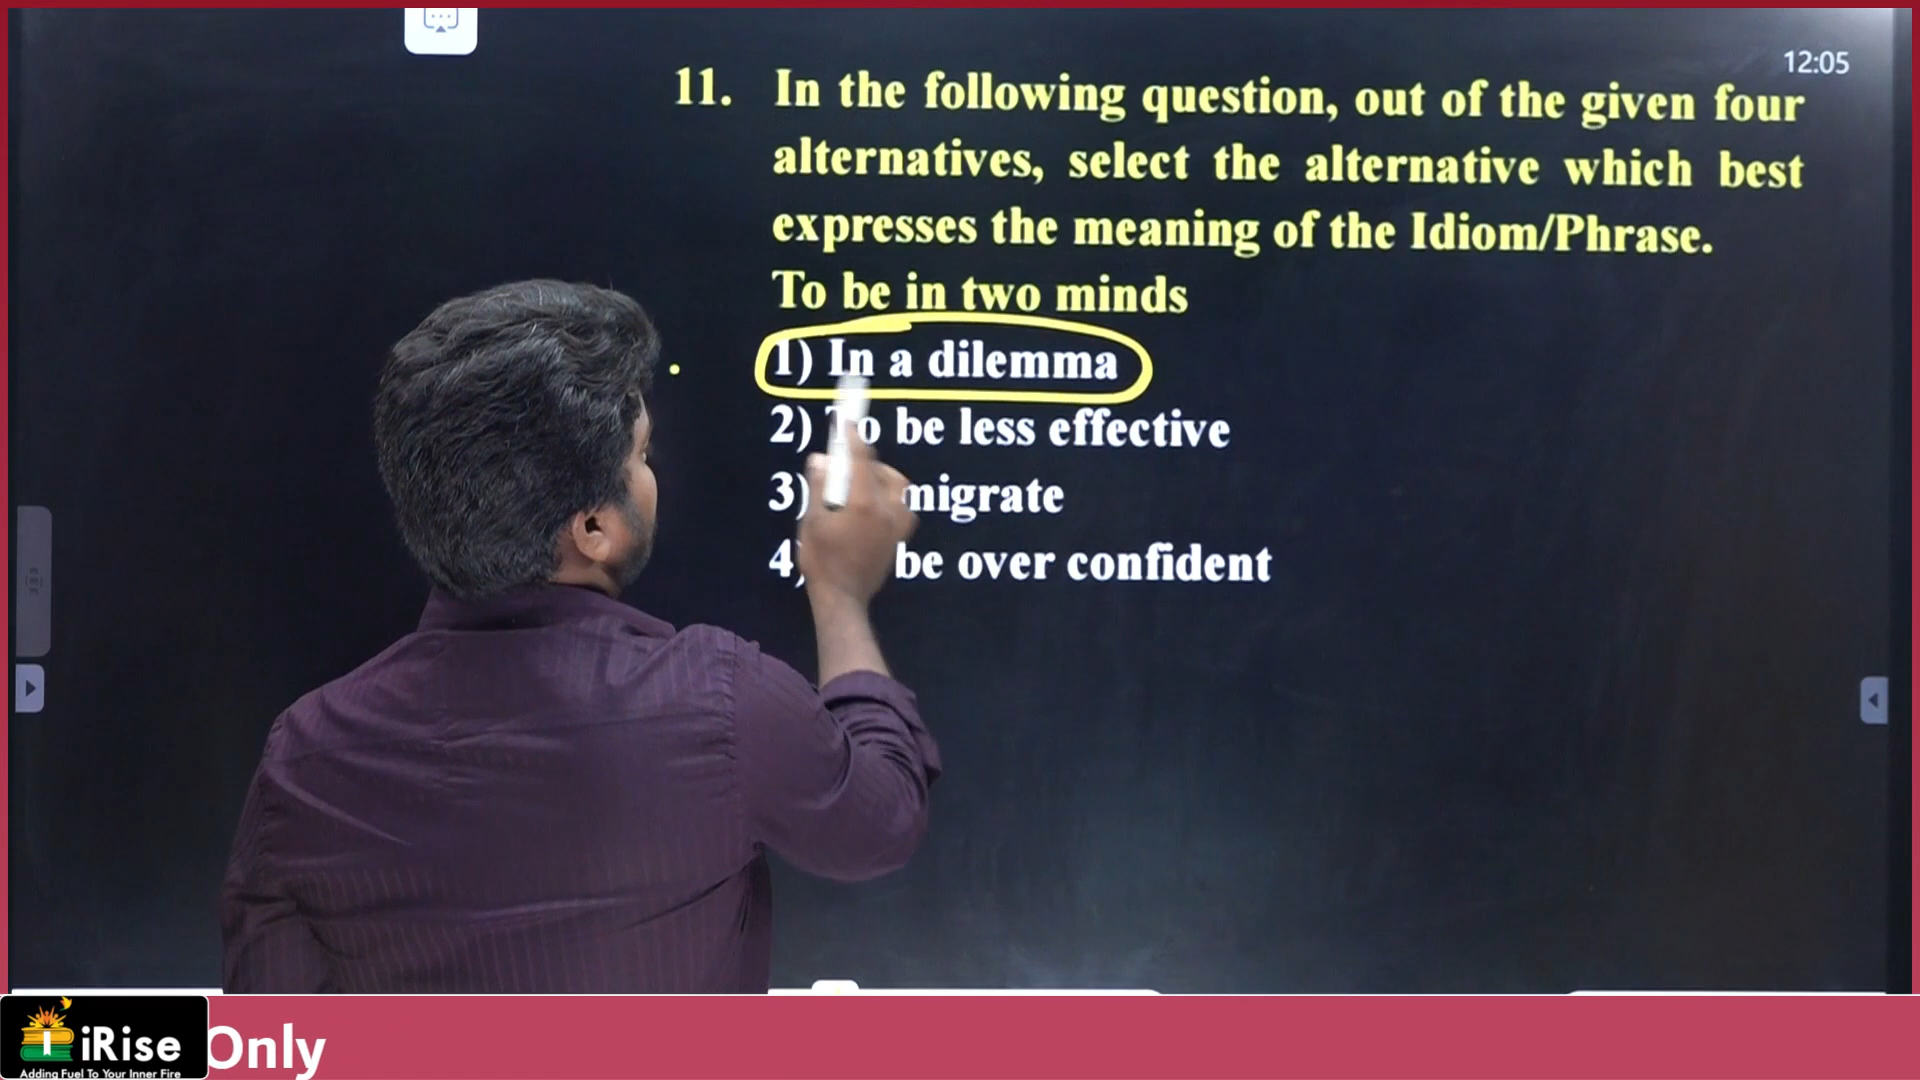 12:05
11. In the following question, out of the given four
alternatives, select the alternative which best
expresses the meaning of the Idiom/Phrase.
To be in two minds
1) In a dilemma
2) To be less effective
3) migrate
4) be over confident
iRise Only
Adding Fuel To Your Inner Fire